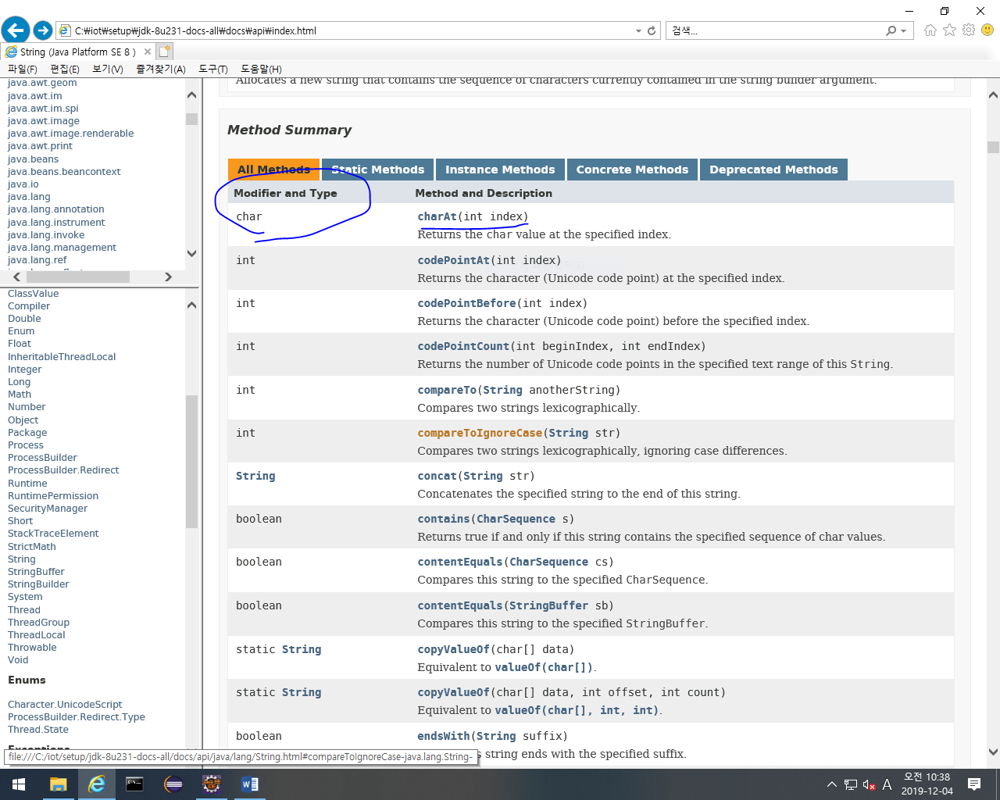 C:₩iot₩setup₩jdk-8u231-docs-all₩docs₩api₩index.html
검색...
String (Java Platform SE 8 )
파일(F) 편집(E) 보기(V) 즐겨찾기(A) 도구(T) 도움말(H)
java.awt.geom
java.awt.im
java.awt.im.spi
java.awt.image
java.awt.image.renderable
java.awt.print
java.beans
java.beans.beancontext
java.io
java.lang
java.lang.annotation
java.lang.instrument
java.lang.invoke
java.lang.management
java.lang.ref
ClassValue
Compiler
Double
Enum
Float
InheritableThreadLocal
Integer
Long
Math
Number
Object
Package
Process
ProcessBuilder
ProcessBuilder.Redirect
Runtime
RuntimePermission
SecurityManager
Short
StackTraceElement
StrictMath
String
StringBuffer
StringBuilder
System
Thread
ThreadGroup
ThreadLocal
Throwable
Void
Enums
Character.UnicodeScript
ProcessBuilder.Redirect.Type
Thread.State
Exceptions
Allocates a new string that contains the sequence of characters currently contained in the string builder argument.
Method Summary
All Methods Static Methods Instance Methods Concrete Methods Deprecated Methods
Modifier and Type Method and Description
char charAt(int index)
Returns the char value at the specified index.
int codePointAt(int index)
Returns the character (Unicode code point) at the specified index.
int codePointBefore(int index)
Returns the character (Unicode code point) before the specified index.
int codePointCount(int beginIndex, int endIndex)
Returns the number of Unicode code points in the specified text range of this String.
int compareTo(String anotherString)
Compares two strings lexicographically.
int compareToIgnoreCase(String str)
Compares two strings lexicographically, ignoring case differences.
String concat(String str)
Concatenates the specified string to the end of this string.
boolean contains(CharSequence s)
Returns true if and only if this string contains the specified sequence of char values.
boolean contentEquals(CharSequence cs)
Compares this string to the specified CharSequence.
boolean contentEquals(StringBuffer sb)
Compares this string to the specified StringBuffer.
static String copyValueOf(char[] data)
Equivalent to valueOf(char[]).
static String copyValueOf(char[] data, int offset, int count)
Equivalent to valueOf(char[], int, int).
boolean endsWith(String suffix)
string ends with the specified suffix.
file:///C:/iot/setup/jdk-8u231-docs-all/docs/api/java/lang/String.html#compareToIgnoreCase-java.lang.String-
A
오전 10:38
2019-12-04